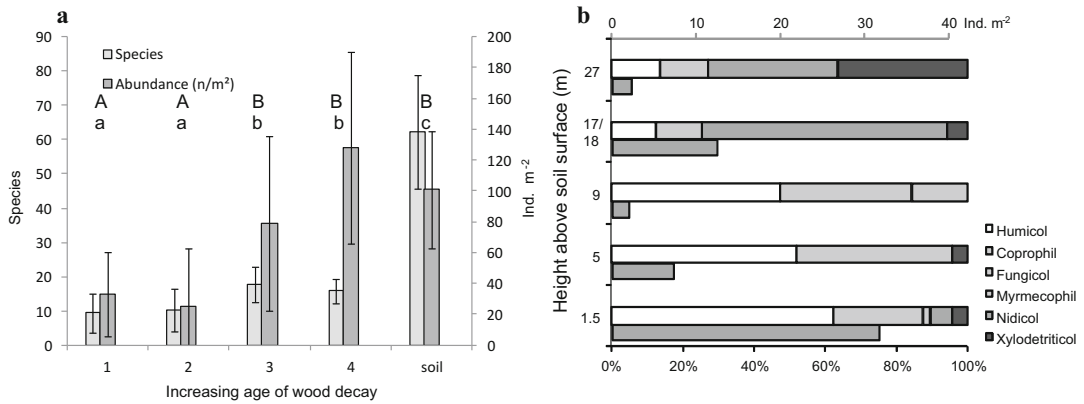 a
90
80
70
60
50
40
30
20
10
0
Species
Species
Abundance (n/m²)
A
a
A
a
B
b
B
b
B
c
200
180
160
140
120
100
80
60
40
20
0
Ind. m-2
1 2 3 4 soil
Increasing age of wood decay
b
0 10 20 40 Ind. m-2
Height above soil surface (m)
27
17/
18
9
5
1.5
0% 20% 40% 60% 80% 100%
Humicol
Coprophil
Fungicol
Myrmecophil
Nidicol
Xylodetriticol